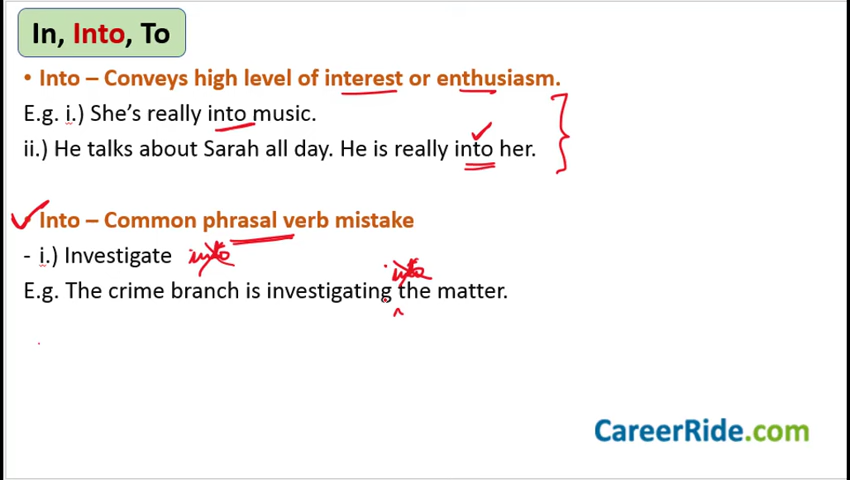 In, Into, To
• Into – Conveys high level of interest or enthusiasm.
E.g. i.) She’s really into music.
ii.) He talks about Sarah all day. He is really into her.
Into – Common phrasal verb mistake
- i.) Investigate into
into
E.g. The crime branch is investigating the matter.
CareerRide.com